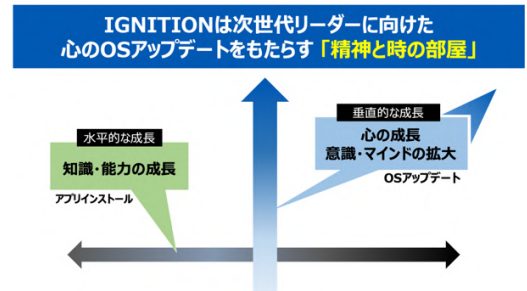 IGNITIONは次世代リーダーに向けた
心のOSアップデートをもたらす「精神と時の部屋」
垂直的な成長
心の成長
意識・マインドの拡大
OSアップデート
水平的な成長
知識・能力の成長
アプリインストール